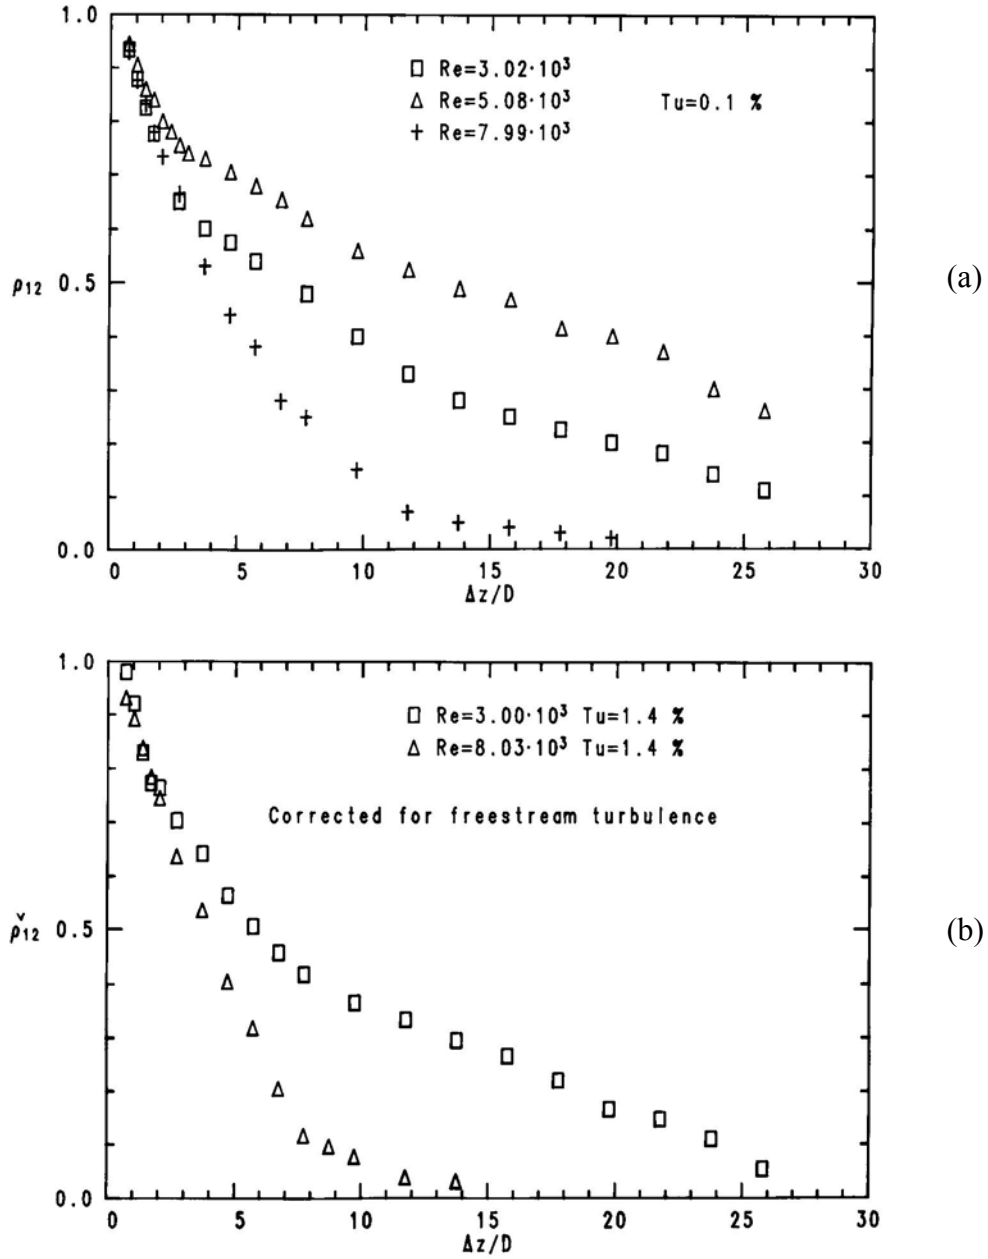 1.0
□ Re=3.02·10³
△ Re=5.08·10³
+ Re=7.99·10³
Tu=0.1 %
ρ12 0.5
(a)
0.0
0 5 10 15 20 25 30
Δz/D
1.0
□ Re=3.00·10³ Tu=1.4 %
△ Re=8.03·10³ Tu=1.4 %
Corrected for freestream turbulence
ρ̌12 0.5
(b)
0.0
0 5 10 15 20 25 30
Δz/D